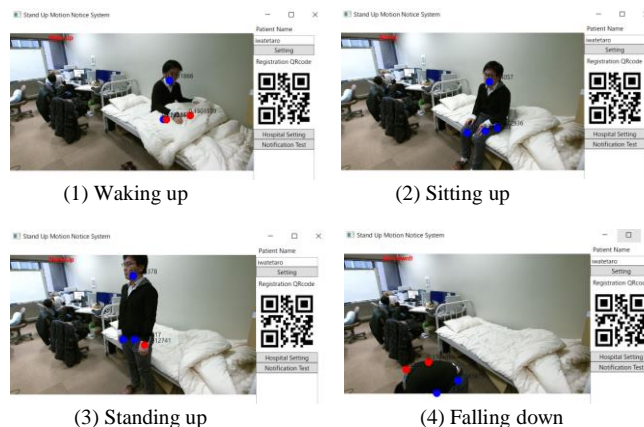 Stand Up Motion Notice System
Patient Name
iwatetaro
Setting
Registration QRcode
Hospital Setting
Notification Test
(1) Waking up
Stand Up Motion Notice System
Patient Name
iwatetaro
Setting
Registration QRcode
Hospital Setting
Notification Test
(2) Sitting up
Stand Up Motion Notice System
Patient Name
iwatetaro
Setting
Registration QRcode
Hospital Setting
Notification Test
(3) Standing up
Stand Up Motion Notice System
Patient Name
iwatetaro
Setting
Registration QRco
Hospital Setting
Notification Test
(4) Falling down